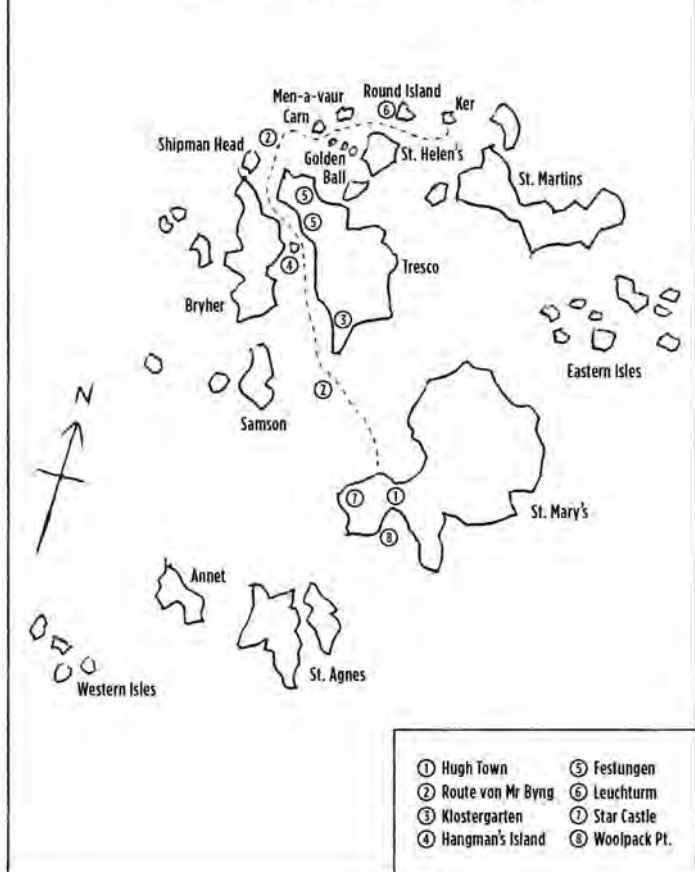 Men-a-vaur
Round Island
⑥
Ker
Carn
②
Shipman Head
Golden
Ball
St. Helen's
St. Martins
⑤
⑤
④
Tresco
Bryher
③
Eastern Isles
②
Samson
N
⑦
①
St. Mary's
⑧
Annet
St. Agnes
Western Isles
① Hugh Town
② Route von Mr Byng
③ Klostergarten
④ Hangman's Island
⑤ Festungen
⑥ Leuchturm
⑦ Star Castle
⑧ Woolpack Pt.